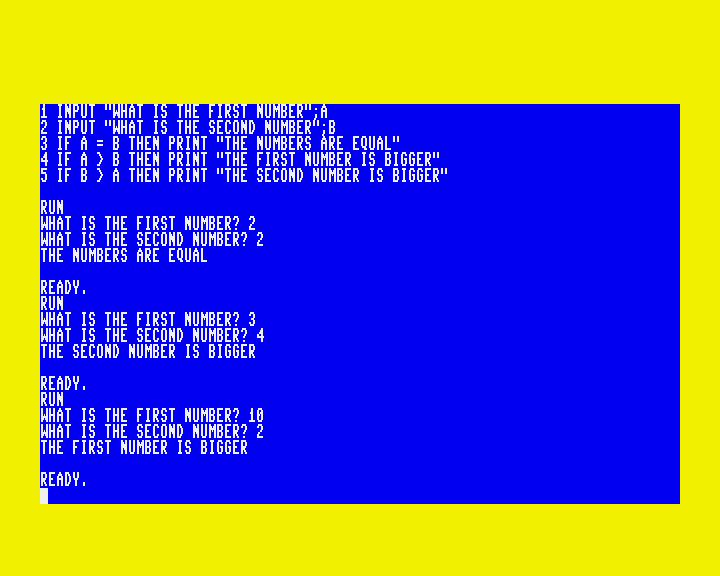 1 INPUT "WHAT IS THE FIRST NUMBER";A
2 INPUT "WHAT IS THE SECOND NUMBER";B
3 IF A = B THEN PRINT "THE NUMBERS ARE EQUAL"
4 IF A > B THEN PRINT "THE FIRST NUMBER IS BIGGER"
5 IF B > A THEN PRINT "THE SECOND NUMBER IS BIGGER"
RUN
WHAT IS THE FIRST NUMBER? 2
WHAT IS THE SECOND NUMBER? 2
THE NUMBERS ARE EQUAL
READY.
RUN
WHAT IS THE FIRST NUMBER? 3
WHAT IS THE SECOND NUMBER? 4
THE SECOND NUMBER IS BIGGER
READY.
RUN
WHAT IS THE FIRST NUMBER? 10
WHAT IS THE SECOND NUMBER? 2
THE FIRST NUMBER IS BIGGER
READY.